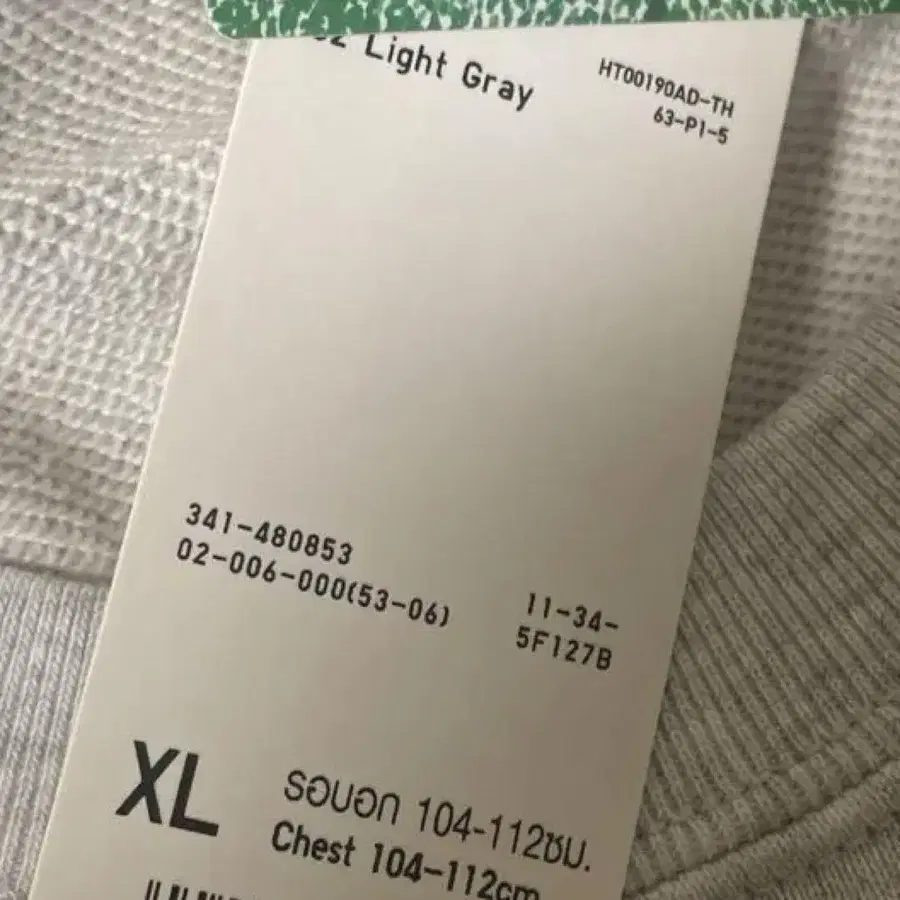 02 Light Gray
HT00190AD-TH
63-P1-5
341-480853
02-006-000(53-06)
11-34-
5F127B
XL
รอบอก 104-112ซม.
Chest 104-112cm